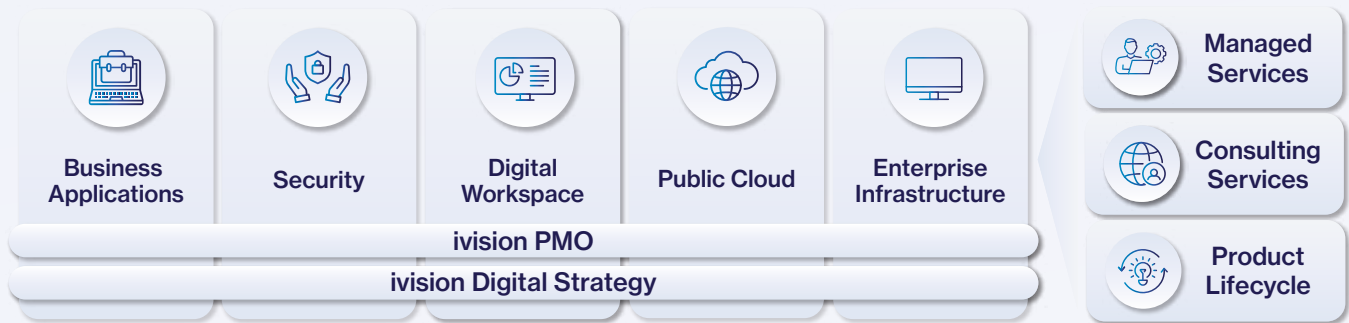 Business
Applications
Security
Digital
Workspace
Public Cloud
Enterprise
Infrastructure
ivision PMO
ivision Digital Strategy
Managed
Services
Consulting
Services
Product
Lifecycle